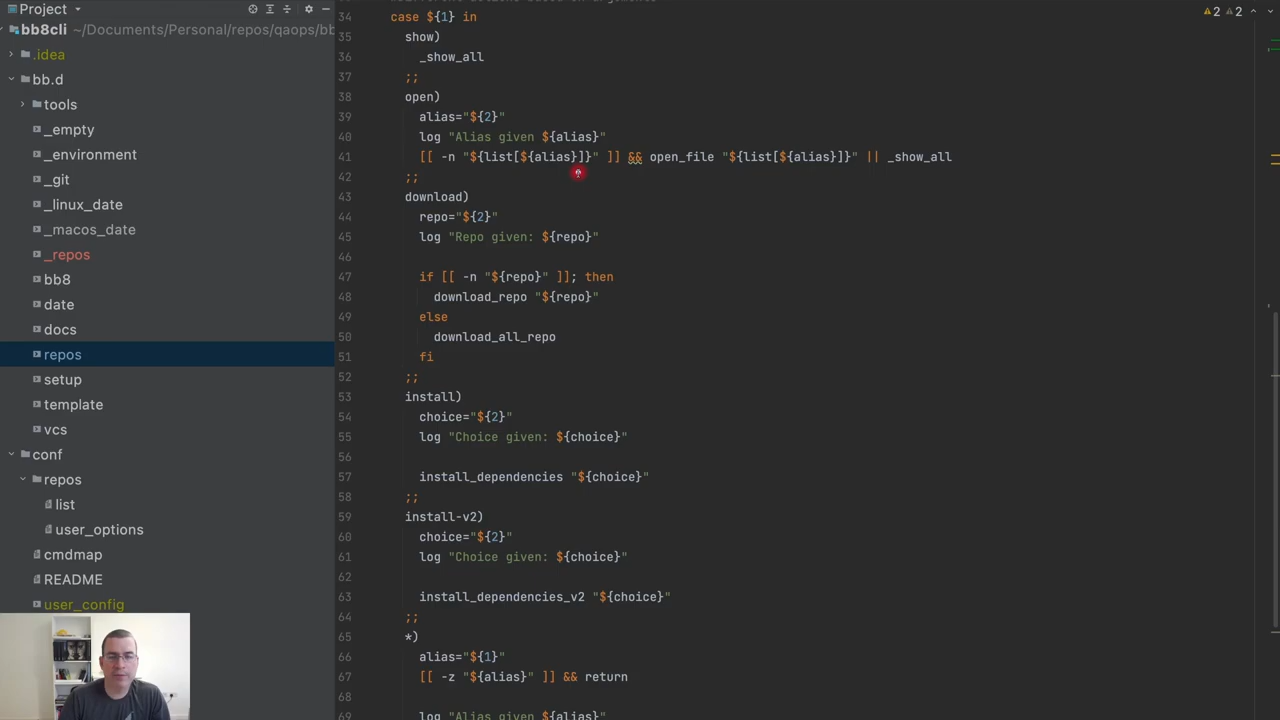 Project
bb8cli ~/Documents/Personal/repos/qaops/bb
.idea
bb.d
tools
_empty
_environment
_git
_linux_date
_macos_date
_repos
bb8
date
docs
repos
setup
template
vcs
conf
repos
list
user_options
cmdmap
README
user_config
2 2
34 case ${1} in
35 show)
36 _show_all
37 ;;
38 open)
39 alias="${2}"
40 log "Alias given ${alias}"
41 [[ -n "${list[${alias}]}" ]] && open_file "${list[${alias}]}" || _show_all
42 ;;
43 download)
44 repo="${2}"
45 log "Repo given: ${repo}"
46
47 if [[ -n "${repo}" ]]; then
48 download_repo "${repo}"
49 else
50 download_all_repo
51 fi
52 ;;
53 install)
54 choice="${2}"
55 log "Choice given: ${choice}"
56
57 install_dependencies "${choice}"
58 ;;
59 install-v2)
60 choice="${2}"
61 log "Choice given: ${choice}"
62
63 install_dependencies_v2 "${choice}"
64 ;;
65 *)
66 alias="${1}"
67 [[ -z "${alias}" ]] && return
68
69 log "Alias given ${alias}"